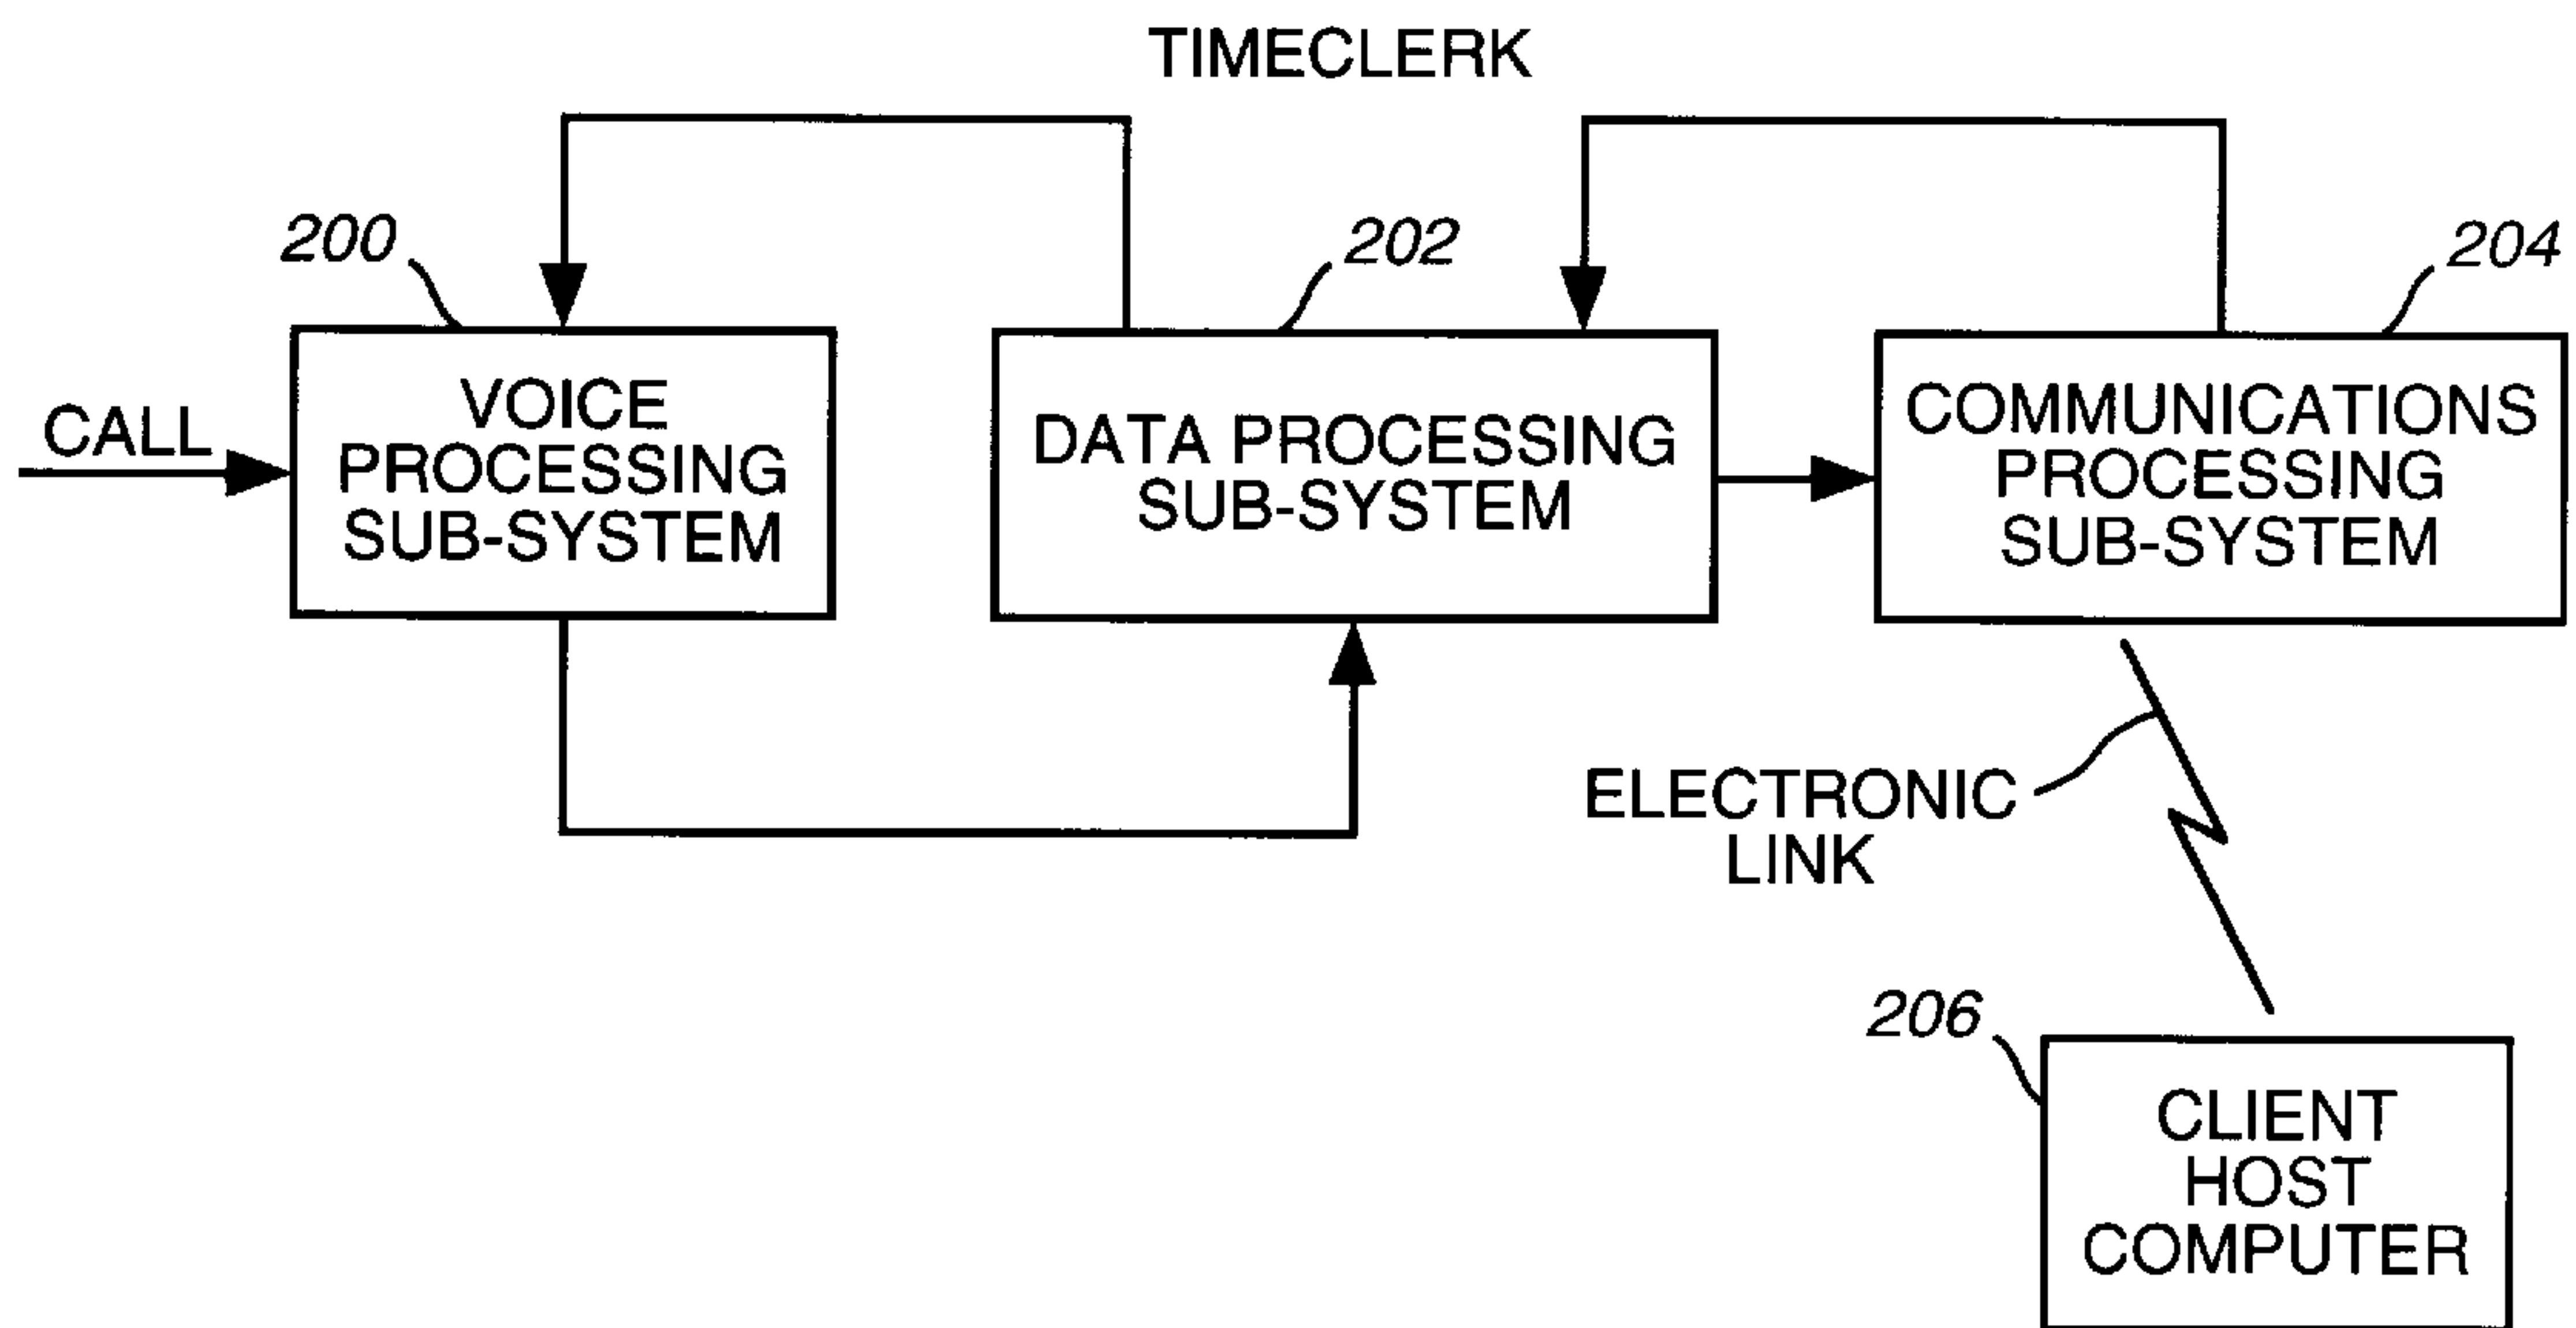 TIMECLERK
200
202
204
CALL
VOICE
PROCESSING
SUB-SYSTEM
DATA PROCESSING
SUB-SYSTEM
COMMUNICATIONS
PROCESSING
SUB-SYSTEM
ELECTRONIC
LINK
206
CLIENT
HOST
COMPUTER